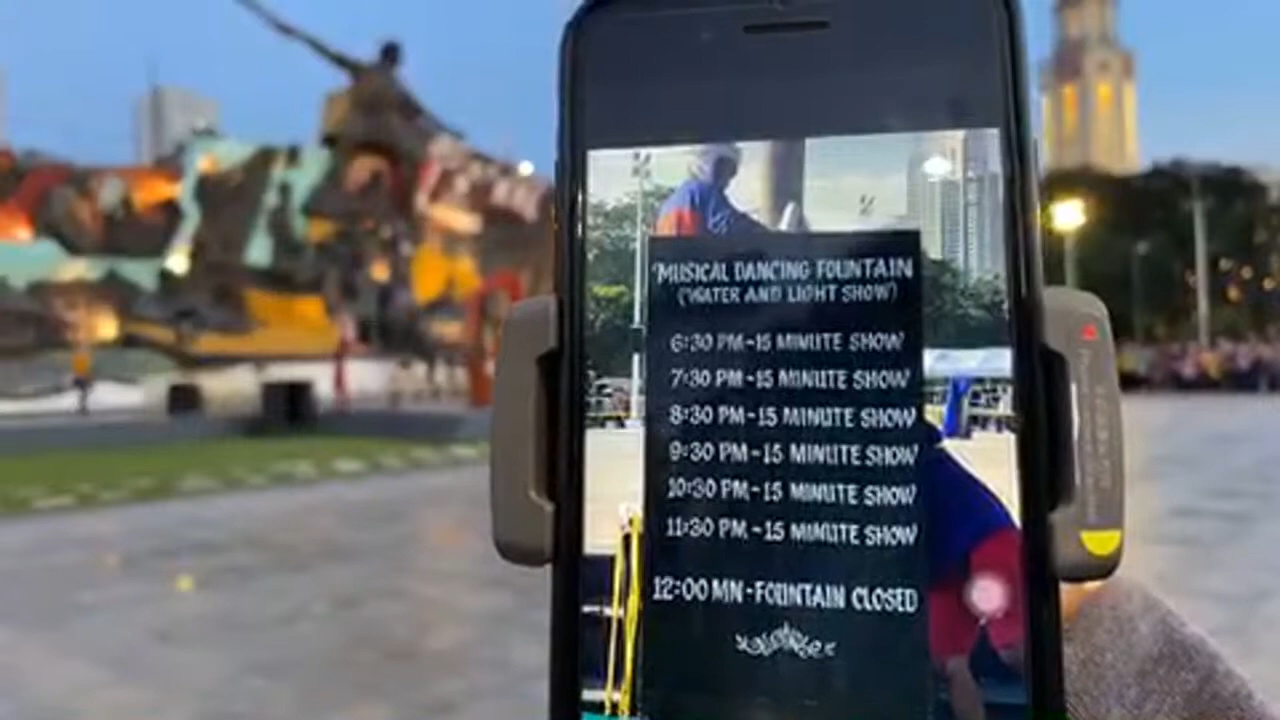 MUSICAL DANCING FOUNTAIN
(WATER AND LIGHT SHOW)
6:30 PM-15 MINUTE SHOW
7:30 PM-15 MINUTE SHOW
8:30 PM-15 MINUTE SHOW
9:30 PM-15 MINUTE SHOW
10:30 PM-15 MINUTE SHOW
11:30 PM-15 MINUTE SHOW
12:00 MN-FOUNTAIN CLOSED